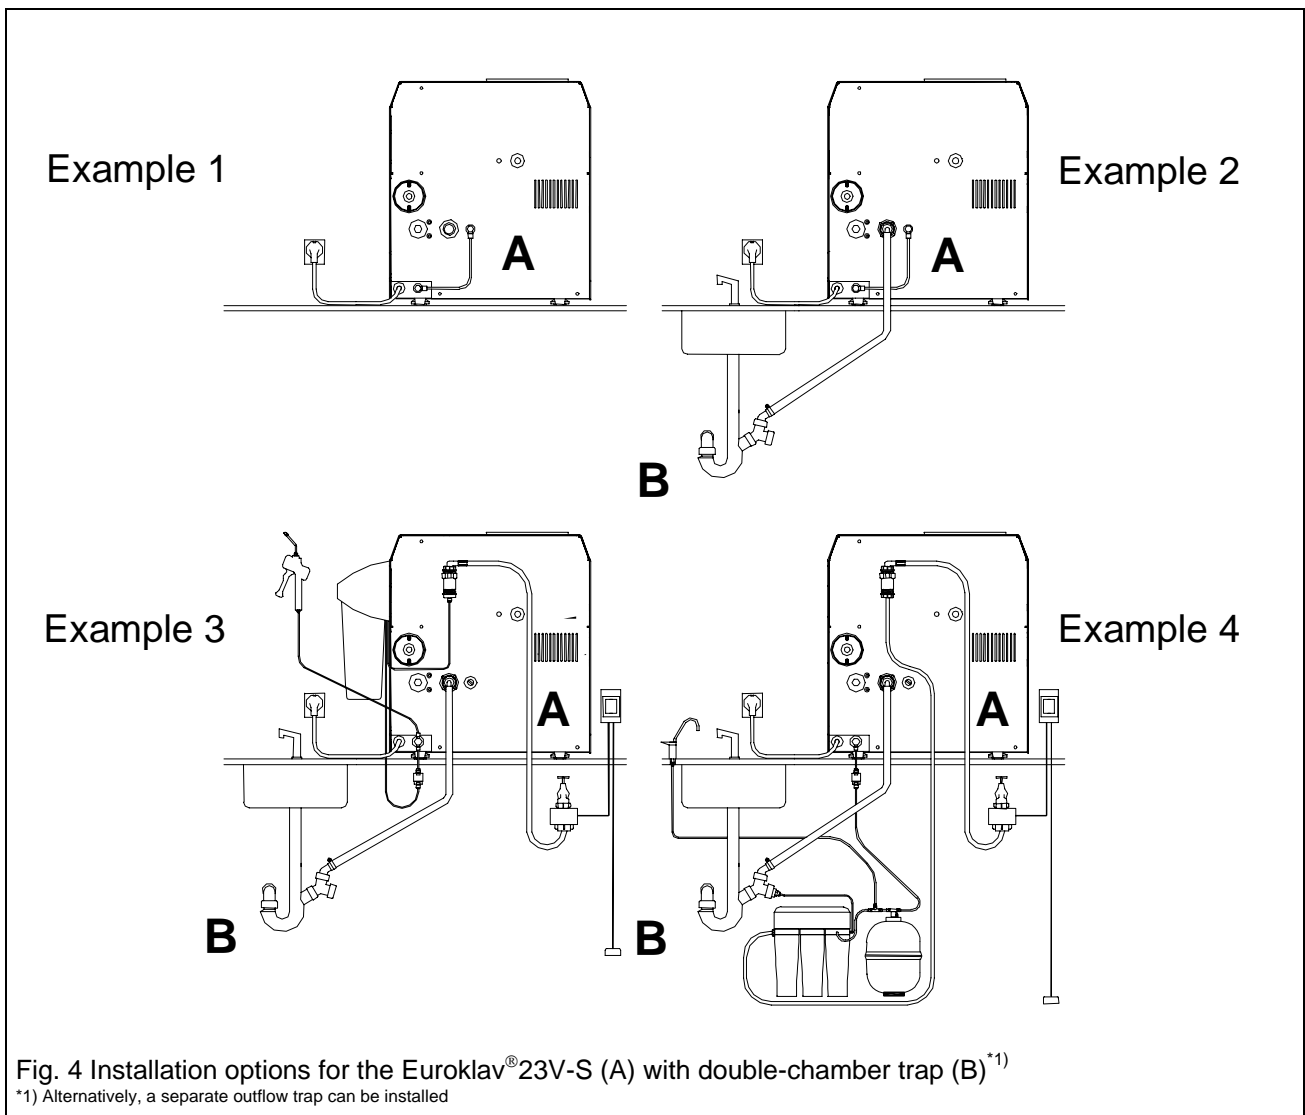 Example 1
A
Example 2
A
B
Example 3
A
B
Example 4
A
B
Fig. 4 Installation options for the Euroklav®23V-S (A) with double-chamber trap (B)*1)
*1) Alternatively, a separate outflow trap can be installed